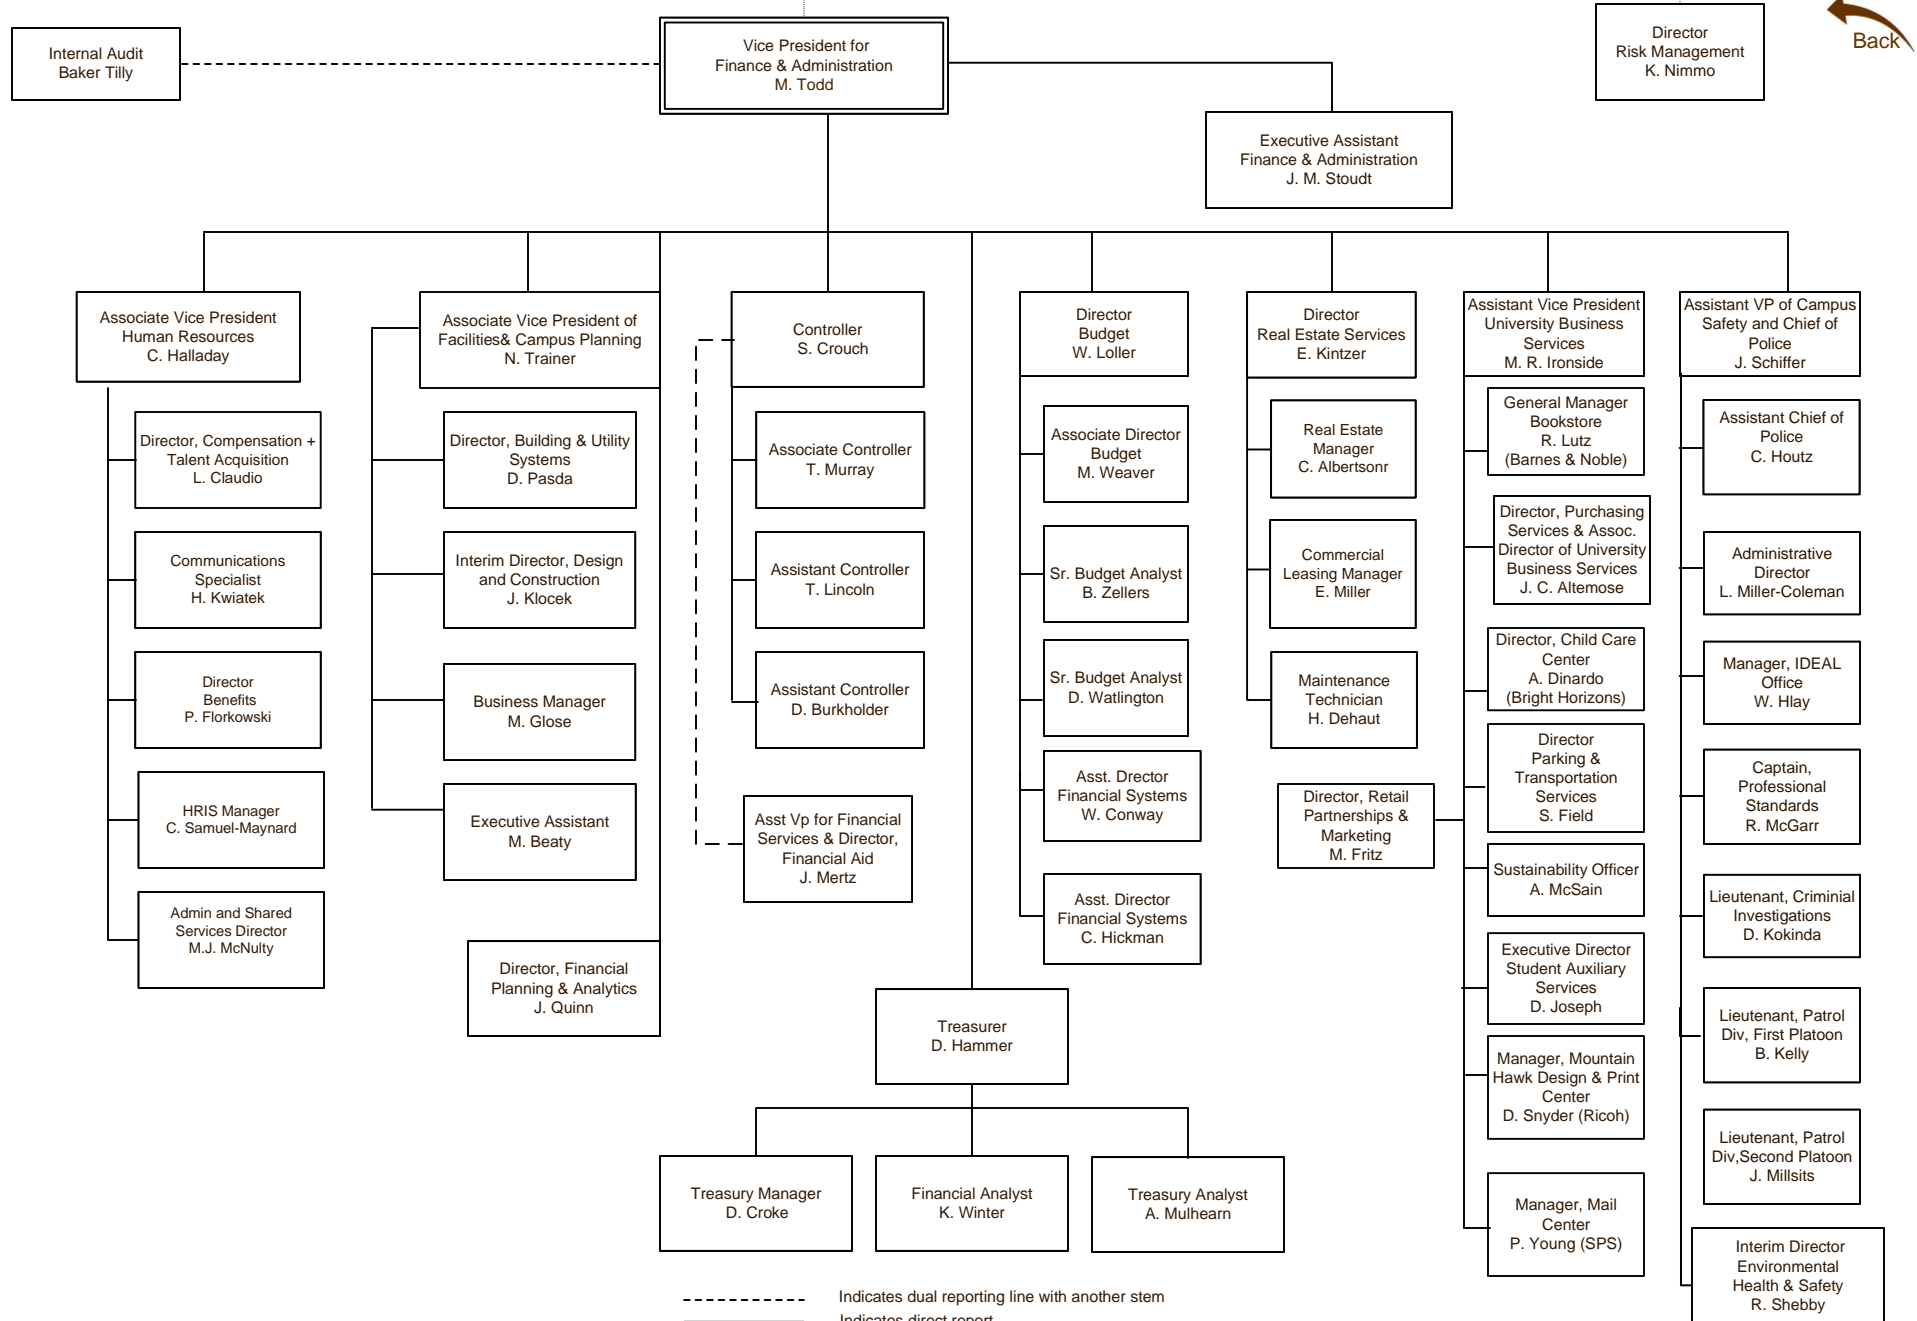 Internal Audit
Baker Tilly
Vice President for
Finance & Administration
M. Todd
Director
Risk Management
K. Nimmo
Back
Executive Assistant
Finance & Administration
J. M. Stoudt
Associate Vice President
Human Resources
C. Halladay
Director, Compensation +
Talent Acquisition
L. Claudio
Communications
Specialist
H. Kwiatek
Director
Benefits
P. Florkowski
HRIS Manager
C. Samuel-Maynard
Admin and Shared
Services Director
M.J. McNulty
Associate Vice President of
Facilities& Campus Planning
N. Trainer
Director, Building & Utility
Systems
D. Pasda
Interim Director, Design
and Construction
J. Klocek
Business Manager
M. Glose
Executive Assistant
M. Beaty
Director, Financial
Planning & Analytics
J. Quinn
Controller
S. Crouch
Associate Controller
T. Murray
Assistant Controller
T. Lincoln
Assistant Controller
D. Burkholder
Asst Vp for Financial
Services & Director,
Financial Aid
J. Mertz
Treasurer
D. Hammer
Treasury Manager
D. Croke
Financial Analyst
K. Winter
Treasury Analyst
A. Mulhearn
Director
Budget
W. Loller
Associate Director
Budget
M. Weaver
Sr. Budget Analyst
B. Zellers
Sr. Budget Analyst
D. Watlington
Asst. Drector
Financial Systems
W. Conway
Asst. Director
Financial Systems
C. Hickman
Director
Real Estate Services
E. Kintzer
Real Estate
Manager
C. Albertsonr
Commercial
Leasing Manager
E. Miller
Maintenance
Technician
H. Dehaut
Director, Retail
Partnerships &
Marketing
M. Fritz
Assistant Vice President
University Business
Services
M. R. Ironside
General Manager
Bookstore
R. Lutz
(Barnes & Noble)
Director, Purchasing
Services & Assoc.
Director of University
Business Services
J. C. Altemose
Director, Child Care
Center
A. Dinardo
(Bright Horizons)
Director
Parking &
Transportation
Services
S. Field
Sustainability Officer
A. McSain
Executive Director
Student Auxiliary
Services
D. Joseph
Manager, Mountain
Hawk Design & Print
Center
D. Snyder (Ricoh)
Manager, Mail
Center
P. Young (SPS)
Assistant VP of Campus
Safety and Chief of
Police
J. Schiffer
Assistant Chief of
Police
C. Houtz
Administrative
Director
L. Miller-Coleman
Manager, IDEAL
Office
W. Hlay
Captain,
Professional
Standards
R. McGarr
Lieutenant, Criminial
Investigations
D. Kokinda
Lieutenant, Patrol
Div, First Platoon
B. Kelly
Lieutenant, Patrol
Div,Second Platoon
J. Millsits
Interim Director
Environmental
Health & Safety
R. Shebby
Indicates dual reporting line with another stem
Indicates direct report